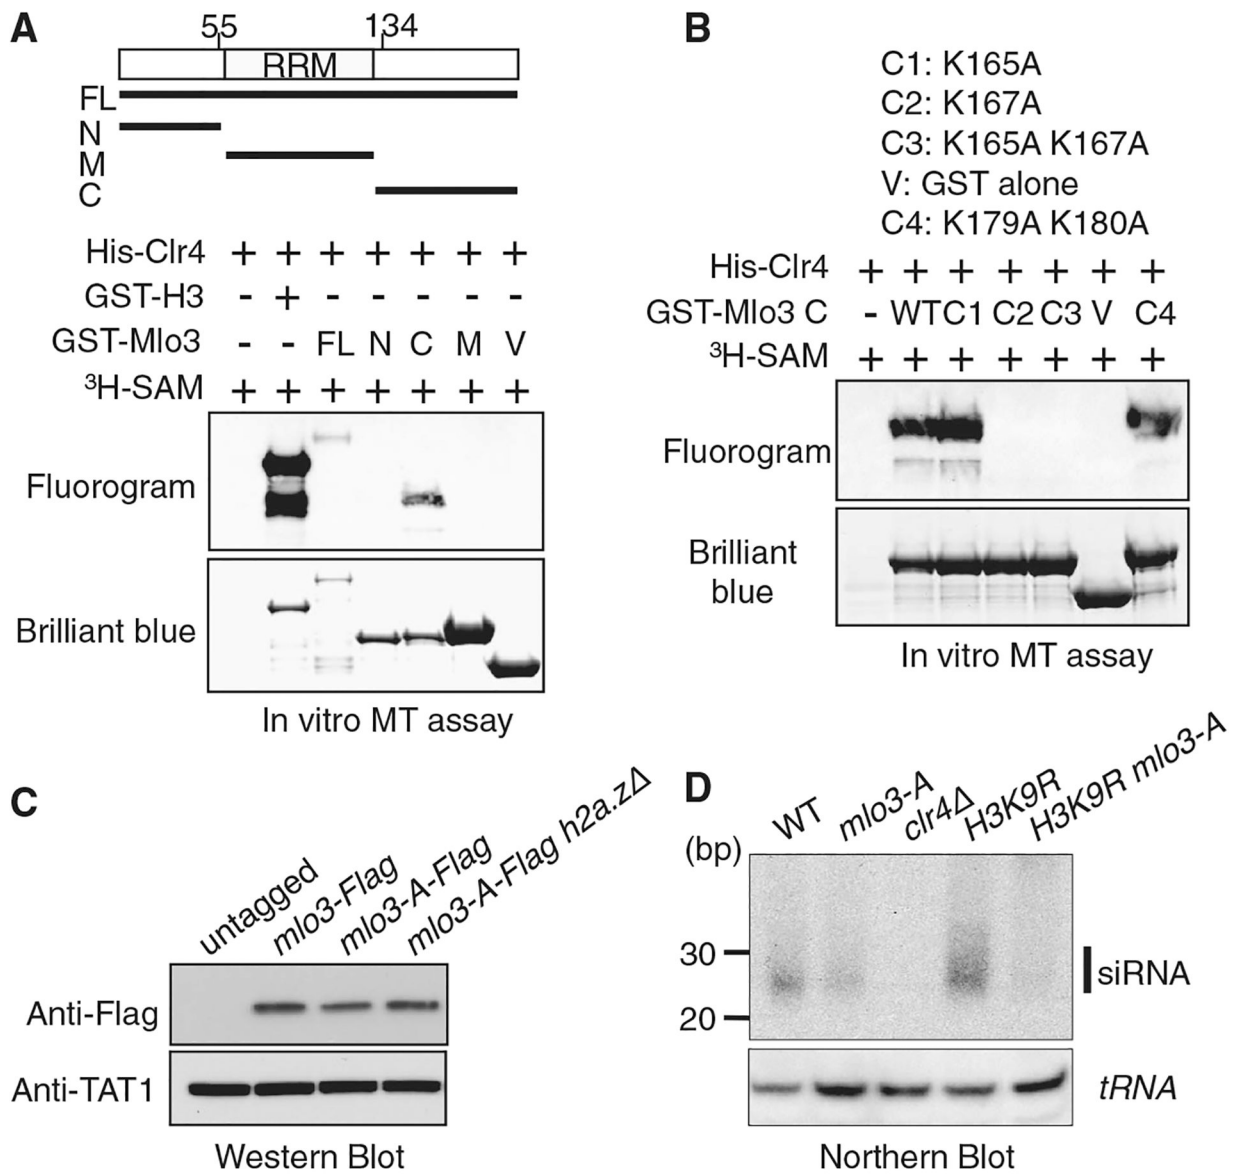 A
55 134
RRM
FL
N
M
C
His-Clr4 + + + + + + +
GST-H3 - + - - - - -
GST-Mlo3 - - FL N C M V
³H-SAM + + + + + + +
Fluorogram
Brilliant blue
In vitro MT assay
B
C1: K165A
C2: K167A
C3: K165A K167A
V: GST alone
C4: K179A K180A
His-Clr4 + + + + + + +
GST-Mlo3 C - WT C1 C2 C3 V C4
³H-SAM + + + + + + +
Fluorogram
Brilliant
blue
In vitro MT assay
C
untagged
mlo3-Flag
mlo3-A-Flag
mlo3-A-Flag h2a.zΔ
Anti-Flag
Anti-TAT1
Western Blot
D
WT
mlo3-A
clr4Δ
H3K9R
H3K9R mlo3-A
(bp)
30
20
siRNA
tRNA
Northern Blot